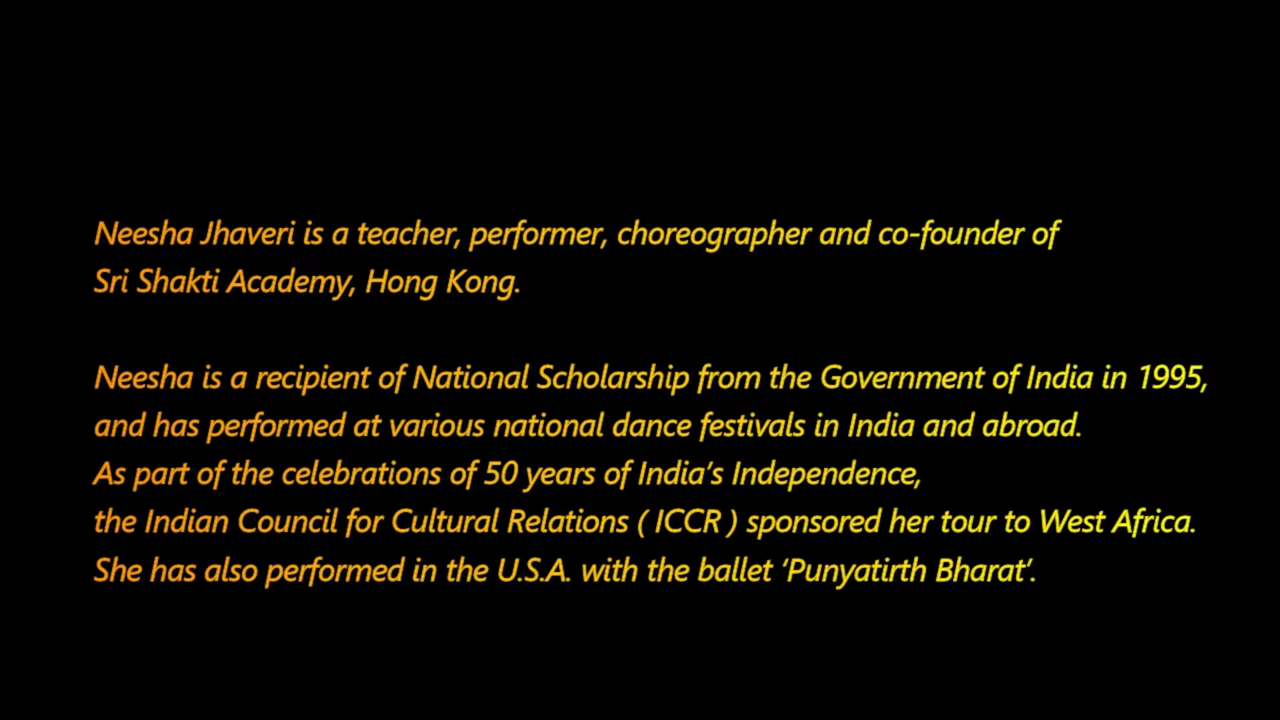 Neesha Jhaveri is a teacher, performer, choreographer and co-founder of
Sri Shakti Academy, Hong Kong.
Neesha is a recipient of National Scholarship from the Government of India in 1995,
and has performed at various national dance festivals in India and abroad.
As part of the celebrations of 50 years of India’s Independence,
the Indian Council for Cultural Relations ( ICCR ) sponsored her tour to West Africa.
She has also performed in the U.S.A. with the ballet ‘Punyatirth Bharat’.